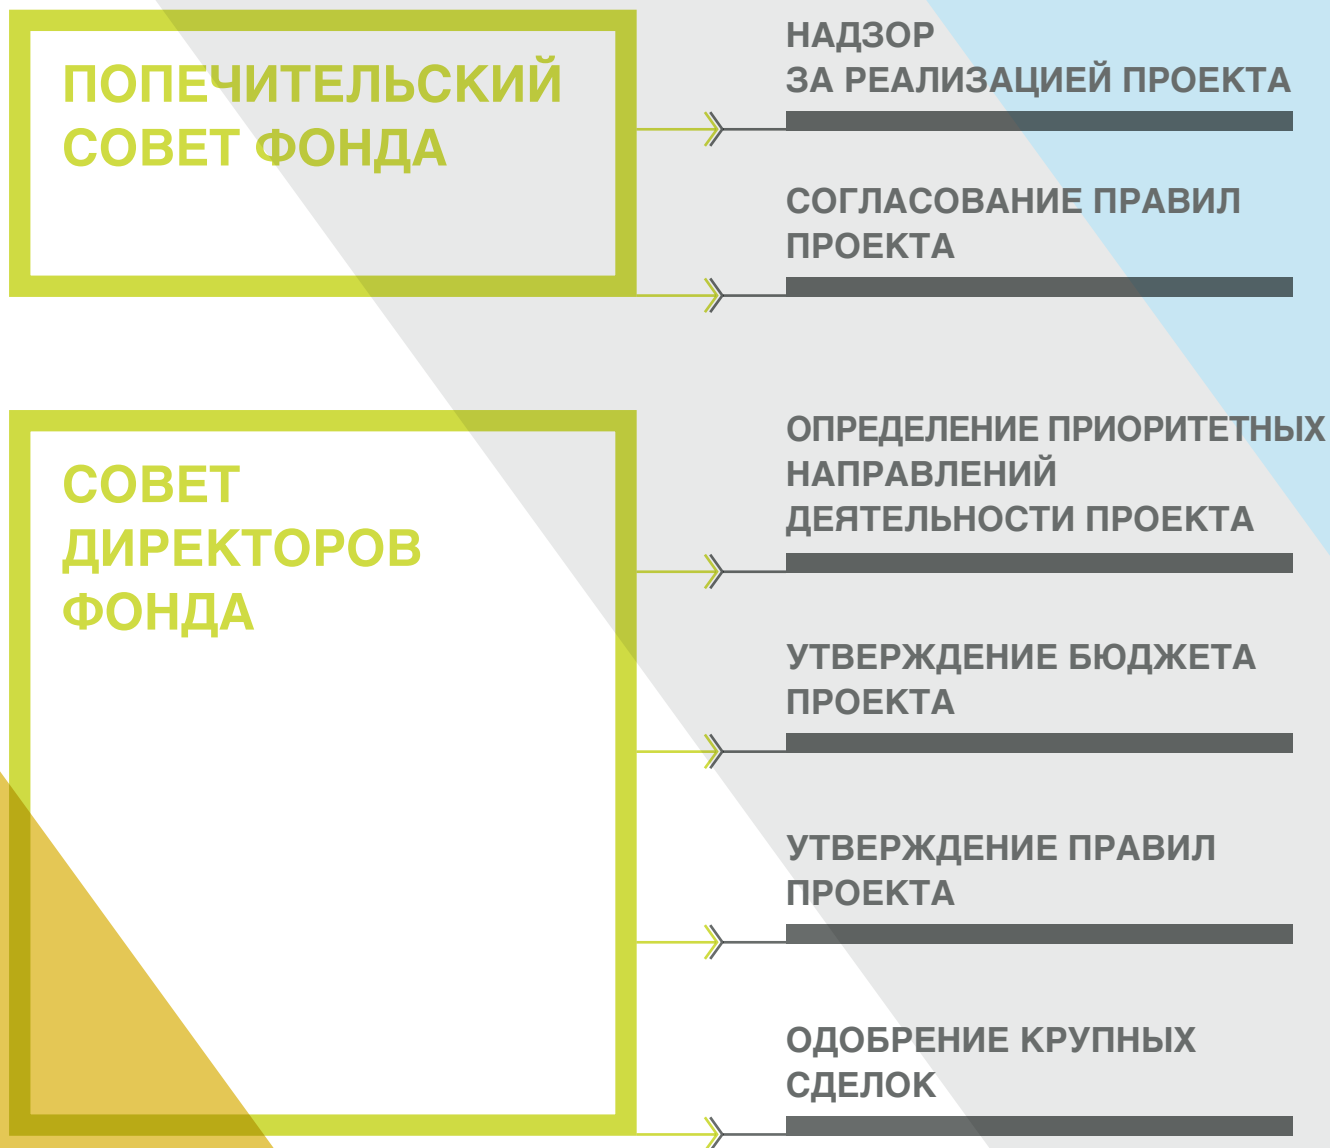 ПОПЕЧИТЕЛЬСКИЙ
СОВЕТ ФОНДА
НАДЗОР
ЗА РЕАЛИЗАЦИЕЙ ПРОЕКТА
СОГЛАСОВАНИЕ ПРАВИЛ
ПРОЕКТА
СОВЕТ
ДИРЕКТОРОВ
ФОНДА
ОПРЕДЕЛЕНИЕ ПРИОРИТЕТНЫХ
НАПРАВЛЕНИЙ
ДЕЯТЕЛЬНОСТИ ПРОЕКТА
УТВЕРЖДЕНИЕ БЮДЖЕТА
ПРОЕКТА
УТВЕРЖДЕНИЕ ПРАВИЛ
ПРОЕКТА
ОДОБРЕНИЕ КРУПНЫХ
СДЕЛОК